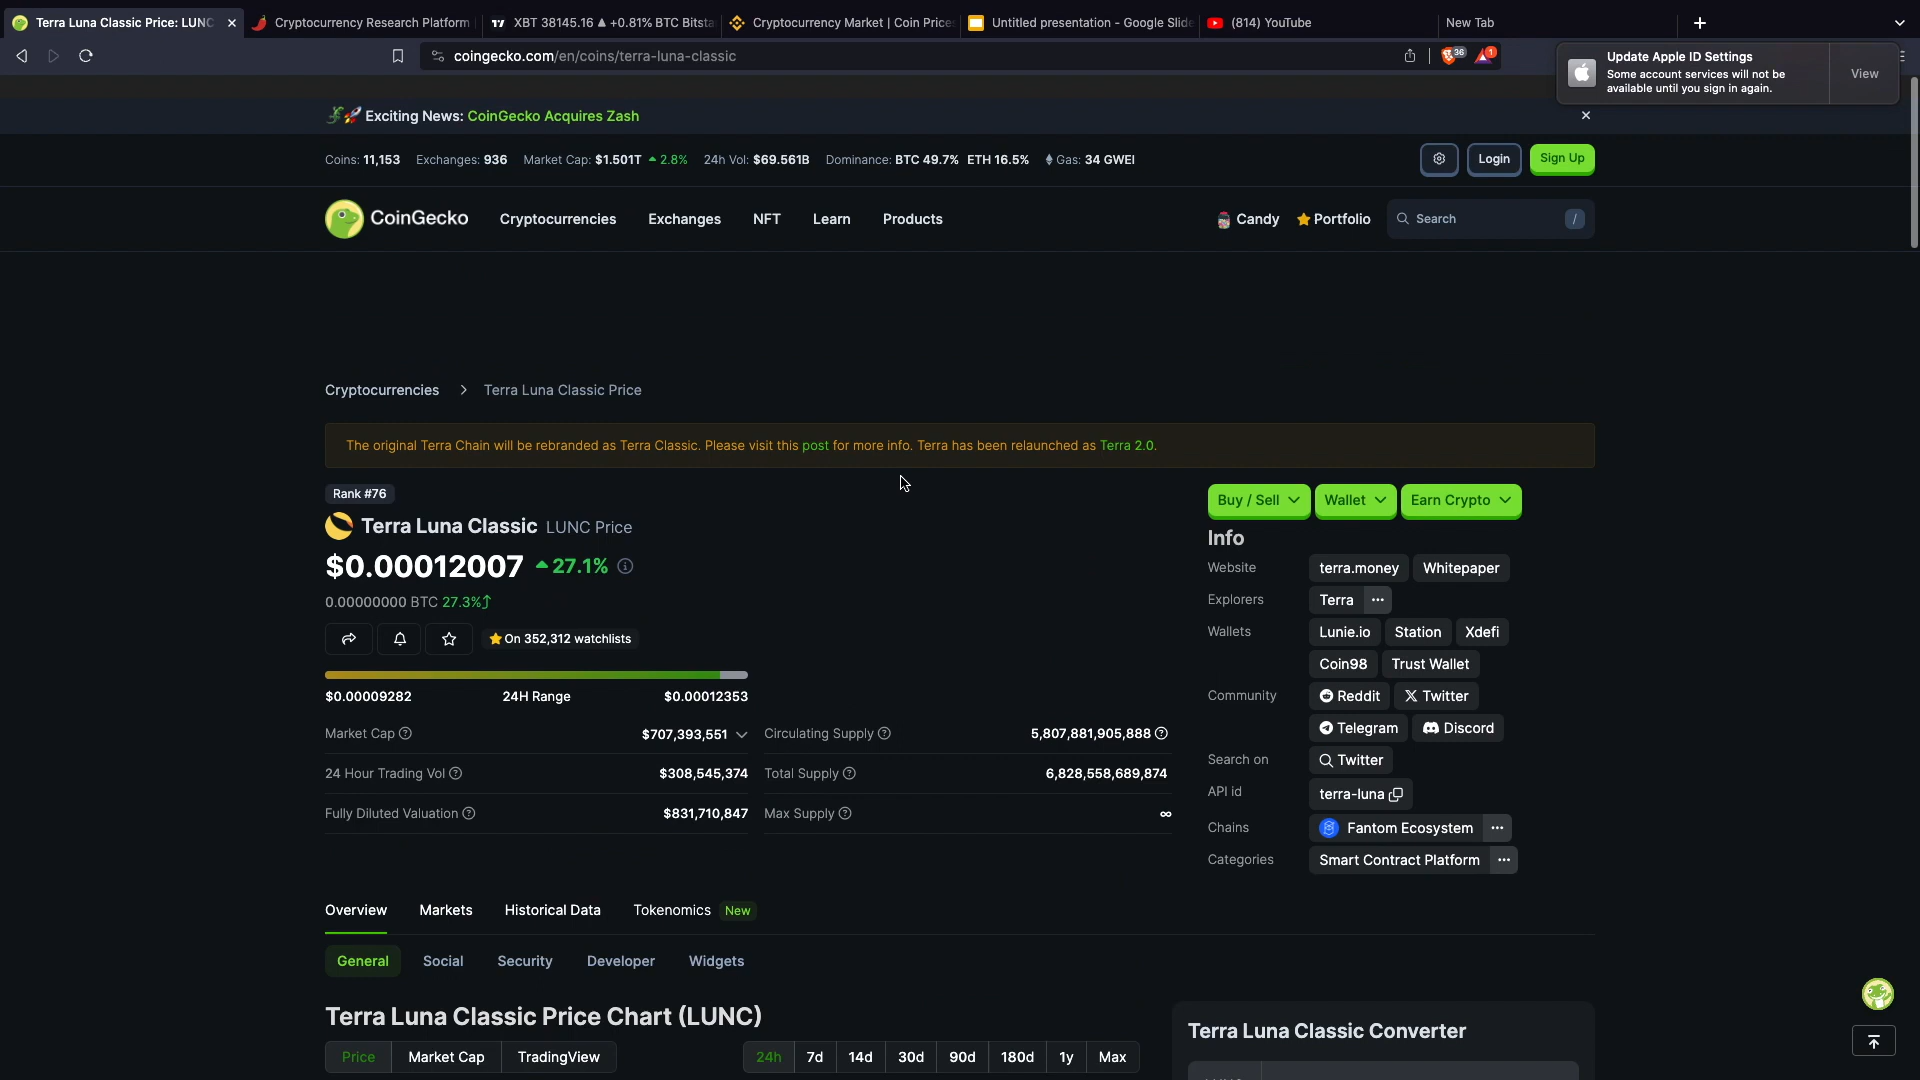 Terra Luna Classic Price: LUNC
Cryptocurrency Research Platform
XBT 38145.16 ▲ +0.81% BTC Bitsta
Cryptocurrency Market | Coin Price
Untitled presentation - Google Slide
(814) YouTube
New Tab
coingecko.com/en/coins/terra-luna-classic
36
1
Update Apple ID Settings
Some account services will not be
available until you sign in again.
View
Exciting News: CoinGecko Acquires Zash
Coins: 11,153 Exchanges: 936 Market Cap: $1.501T 2.8% 24h Vol: $69.561B Dominance: BTC 49.7% ETH 16.5% Gas: 34 GWEI
Login
Sign Up
CoinGecko
Cryptocurrencies
Exchanges
NFT
Learn
Products
Candy
Portfolio
Search
/
Cryptocurrencies > Terra Luna Classic Price
The original Terra Chain will be rebranded as Terra Classic. Please visit this post for more info. Terra has been relaunched as Terra 2.0.
Rank #76
Terra Luna Classic LUNC Price
$0.00012007 27.1%
0.00000000 BTC 27.3%
On 352,312 watchlists
$0.00009282 24H Range $0.00012353
Market Cap $707,393,551
Circulating Supply 5,807,881,905,888
24 Hour Trading Vol $308,545,374
Total Supply 6,828,558,689,874
Fully Diluted Valuation $831,710,847
Max Supply ∞
Buy / Sell
Wallet
Earn Crypto
Info
Website terra.money Whitepaper
Explorers Terra
Wallets Lunie.io Station Xdefi
Coin98 Trust Wallet
Community Reddit Twitter
Telegram Discord
Search on Twitter
API id terra-luna
Chains Fantom Ecosystem
Categories Smart Contract Platform
Overview
Markets
Historical Data
Tokenomics New
General
Social
Security
Developer
Widgets
Terra Luna Classic Price Chart (LUNC)
Price
Market Cap
TradingView
24h 7d 14d 30d 90d 180d 1y Max
Terra Luna Classic Converter